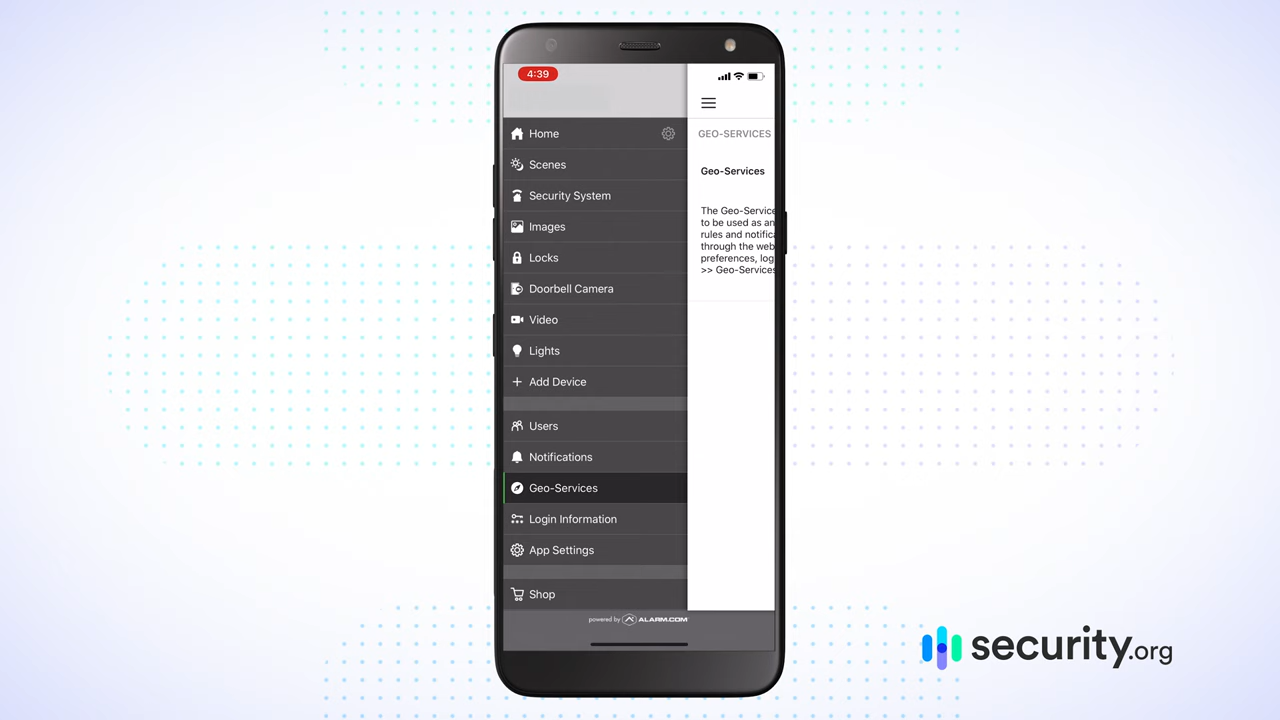 4:39
Home
Scenes
Security System
Images
Locks
Doorbell Camera
Video
Lights
Add Device
Users
Notifications
Geo-Services
Login Information
App Settings
Shop
powered by ALARM.COM
GEO-SERVICES
Geo-Services
The Geo-Service
to be used as an
rules and notifica
through the web
preferences, log
>> Geo-Services
security.org